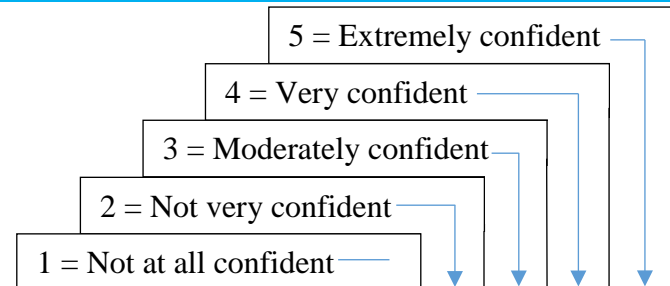 5 = Extremely confident
4 = Very confident
3 = Moderately confident
2 = Not very confident
1 = Not at all confident